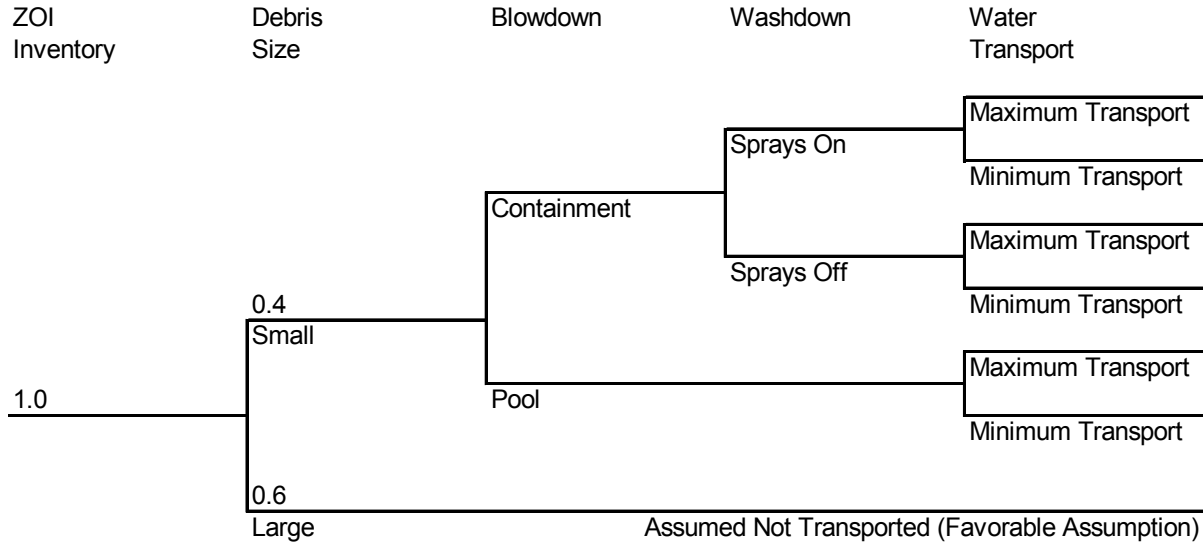 ZOI
Inventory
Debris
Size
Blowdown
Washdown
Water
Transport
Maximum Transport
Sprays On
Minimum Transport
Containment
Maximum Transport
Sprays Off
Minimum Transport
0.4
Small
Maximum Transport
1.0
Pool
Minimum Transport
0.6
Large
Assumed Not Transported (Favorable Assumption)